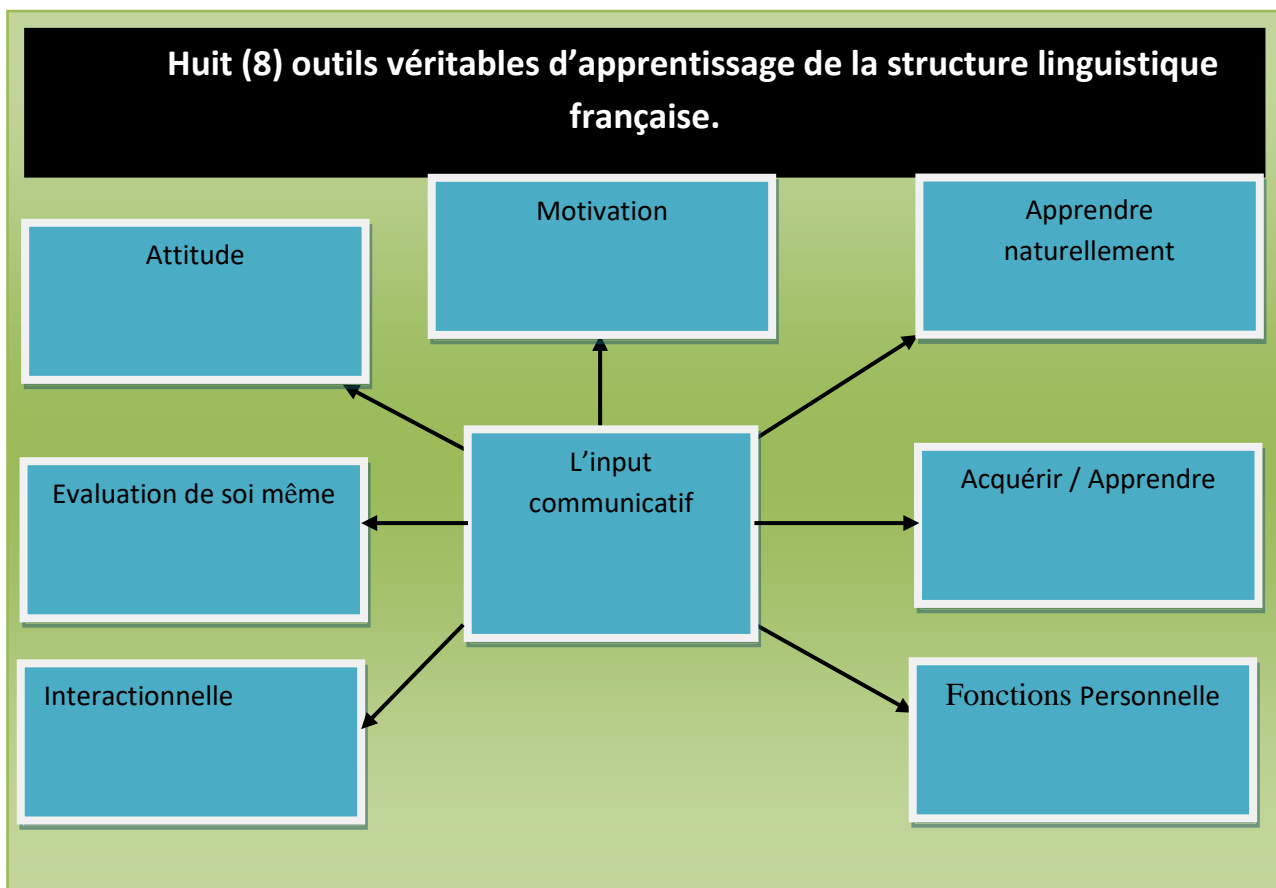 Huit (8) outils véritables d’apprentissage de la structure linguistique
française.
Attitude
Motivation
Apprendre
naturellement
Evaluation de soi même
L’input
communicatif
Acquérir / Apprendre
Interactionnelle
Fonctions Personnelle